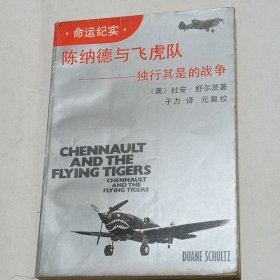 ·命运纪实·
陈纳德与飞虎队
——独行其是的战争
〔美〕杜安·舒尔茨著
于力 译 元奠校
CHENNAULT
AND THE
FLYING TIGERS
CHENNAULT
AND THE
FLYING TIGERS
DUANE SCHULTZ